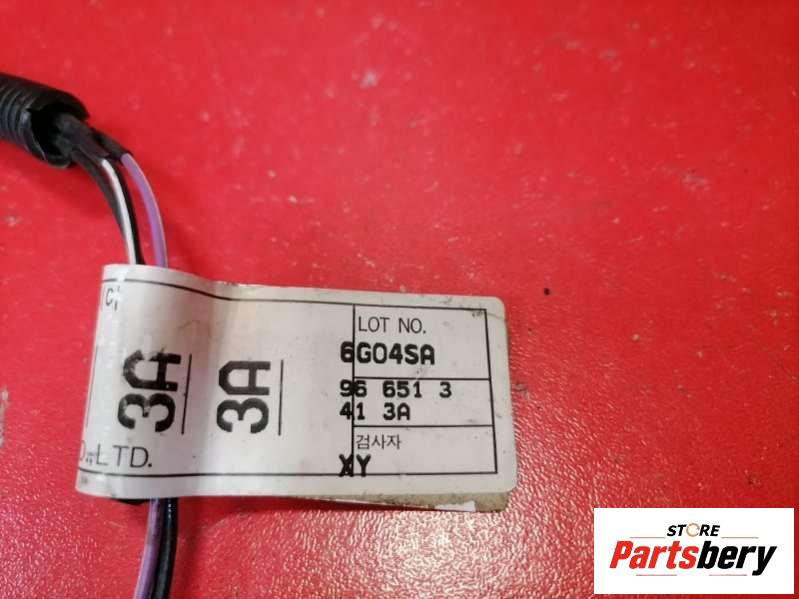 3A
3A
LTD.
LOT NO.
6G04SA
96 651 3
41 3A
검사자
XY
STORE
Partsbery